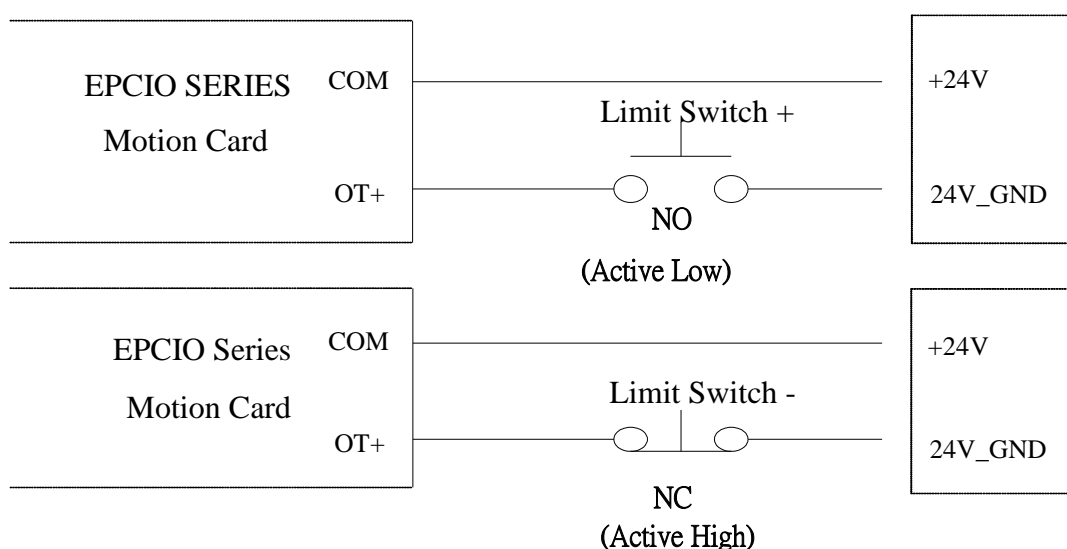 EPCIO SERIES
Motion Card
COM
OT+
Limit Switch +
NO
(Active Low)
+24V
24V_GND
EPCIO Series
Motion Card
COM
OT+
Limit Switch -
NC
(Active High)
+24V
24V_GND